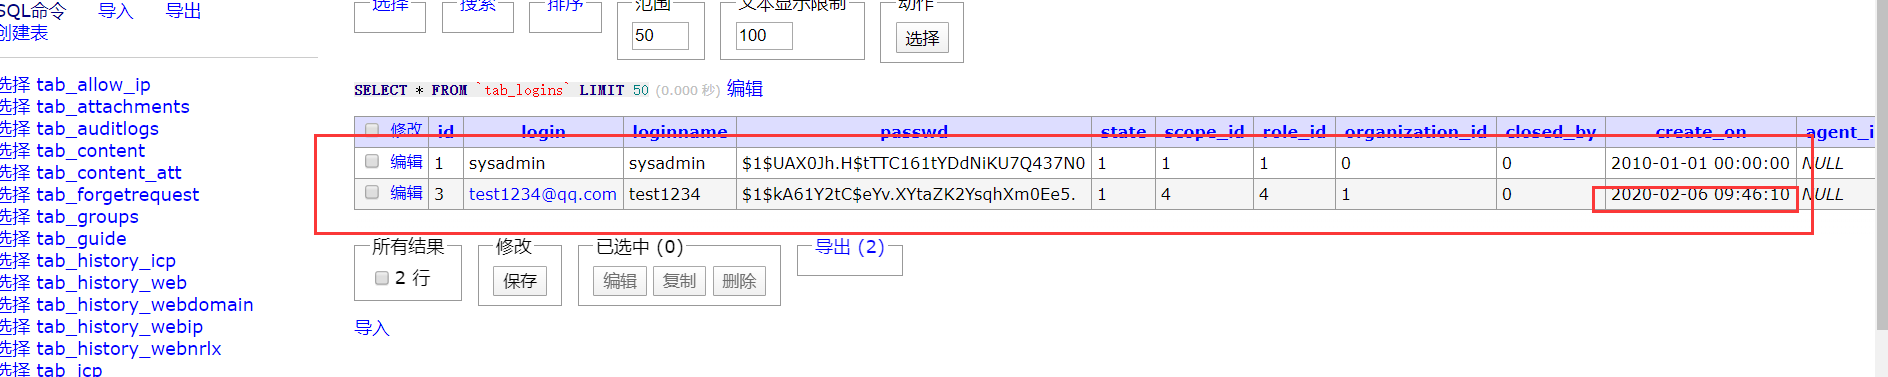 SQL命令 导入 导出
创建表
选择 tab_allow_ip
选择 tab_attachments
选择 tab_auditlogs
选择 tab_content
选择 tab_content_att
选择 tab_forgetrequest
选择 tab_groups
选择 tab_guide
选择 tab_history_icp
选择 tab_history_web
选择 tab_history_webdomain
选择 tab_history_webip
选择 tab_history_webnrlx
选择 tab_icp
选择 搜索 排序 范围 文本显示限制 动作
50 100 选择
SELECT * FROM `tab_logins` LIMIT 50 (0.000 秒) 编辑
修改 id login loginname passwd state scope_id role_id organization_id closed_by create_on agent_i
编辑 1 sysadmin sysadmin $1$UAX0Jh.H$tTTC161tYDdNiKU7Q437N0 1 1 1 0 0 2010-01-01 00:00:00 NULL
编辑 3 test1234@qq.com test1234 $1$kA61Y2tC$eYv.XYtaZK2YsqhXm0Ee5. 1 4 4 1 0 2020-02-06 09:46:10 NULL
所有结果 修改 已选中 (0) 导出 (2)
2 行 保存 编辑 复制 删除
导入